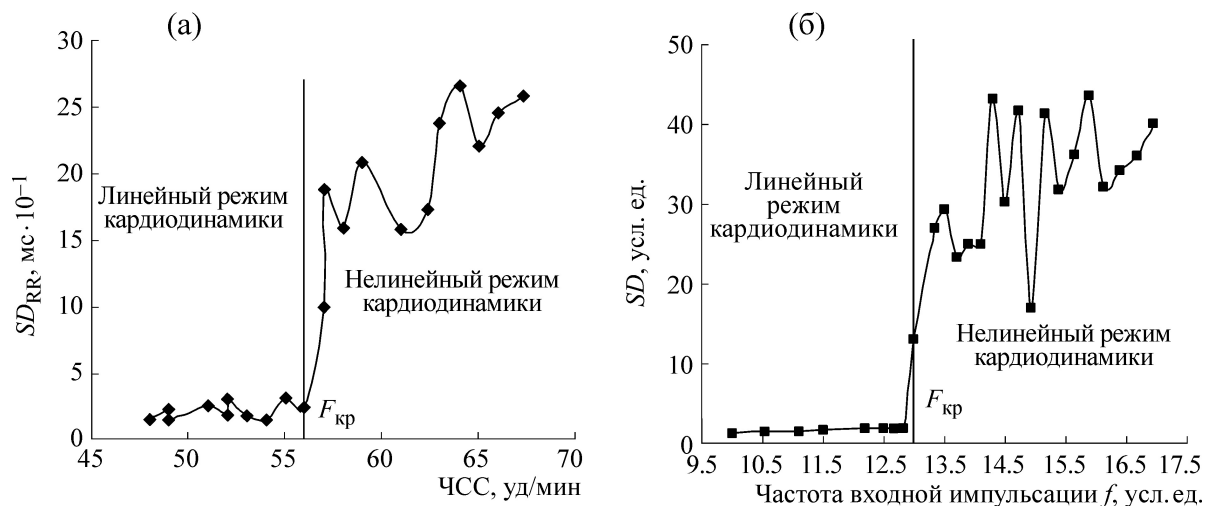 (а)
30
25
20
15
10
5
0
SDRR, мс·10–1
Линейный режим
кардиодинамики
Нелинейный режим
кардиодинамики
Fкр
45 50 55 60 65 70
ЧСС, уд/мин
(б)
50
40
30
20
10
0
SD, усл. ед.
Линейный
режим
кардиодинамики
Нелинейный режим
кардиодинамики
Fкр
9.5 10.5 11.5 12.5 13.5 14.5 15.5 16.5 17.5
Частота входной импульсации f, усл. ед.